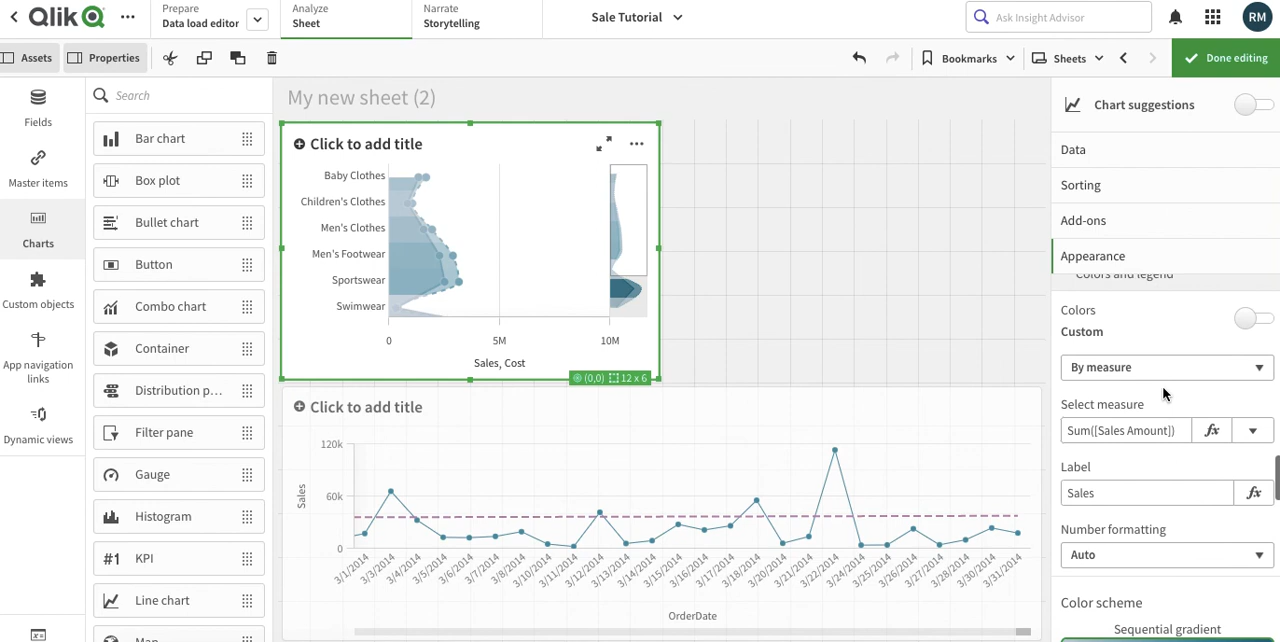 Qlik
Prepare
Data load editor
Analyze
Sheet
Narrate
Storytelling
Sale Tutorial
Ask Insight Advisor
RM
Assets
Properties
Bookmarks
Sheets
Done editing
Fields
Master items
Charts
Custom objects
App navigation
links
Dynamic views
Search
Bar chart
Box plot
Bullet chart
Button
Combo chart
Container
Distribution p...
Filter pane
Gauge
Histogram
#1 KPI
Line chart
Map
My new sheet (2)
Click to add title
Baby Clothes
Children's Clothes
Men's Clothes
Men's Footwear
Sportswear
Swimwear
0 5M 10M
Sales, Cost
(0,0) 12 x 6
Click to add title
120k
60k
0
Sales
3/1/2014 3/3/2014 3/4/2014 3/5/2014 3/6/2014 3/7/2014 3/8/2014 3/10/2014 3/11/2014 3/12/2014 3/13/2014 3/14/2014 3/15/2014 3/16/2014 3/17/2014 3/18/2014 3/20/2014 3/21/2014 3/22/2014 3/24/2014 3/25/2014 3/26/2014 3/27/2014 3/28/2014 3/30/2014 3/31/2014
OrderDate
Chart suggestions
Data
Sorting
Add-ons
Appearance
Colors and legend
Colors
Custom
By measure
Select measure
Sum([Sales Amount]) fx
Label
Sales fx
Number formatting
Auto
Color scheme
Sequential gradient